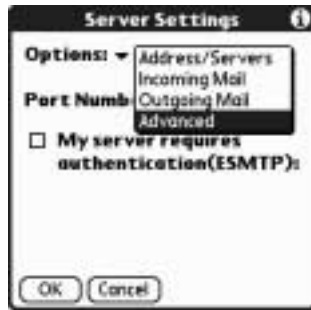 Server Settings
Options:
Address/Servers
Incoming Mail
Port Numb
Outgoing Mail
Advanced
My server requires
authentication(ESMTP):
OK
Cancel